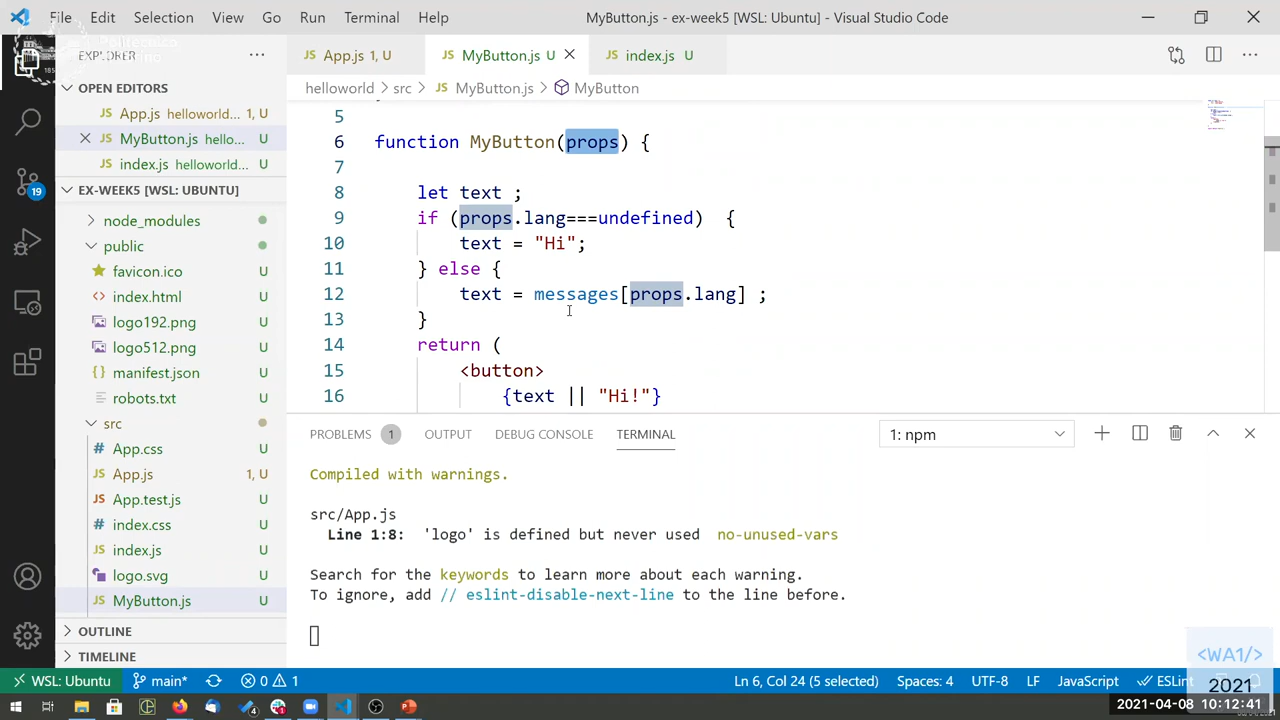 File Edit Selection View Go Run Terminal Help
MyButton.js - ex-week5 [WSL: Ubuntu] - Visual Studio Code
EXPLORER
JS App.js 1, U
JS MyButton.js U
JS index.js U
OPEN EDITORS
JS App.js helloworld... 1, U
JS MyButton.js hello... U
JS index.js helloworld... U
EX-WEEK5 [WSL: UBUNTU]
node_modules
public
favicon.ico U
<> index.html U
logo192.png U
logo512.png U
{} manifest.json U
robots.txt U
src
# App.css U
JS App.js 1, U
JS App.test.js U
# index.css U
JS index.js U
logo.svg U
JS MyButton.js U
OUTLINE
TIMELINE
19
helloworld > src > JS MyButton.js > MyButton
5
6 function MyButton(props) {
7
8 let text ;
9 if (props.lang===undefined) {
10 text = "Hi";
11 } else {
12 text = messages[props.lang] ;
13 }
14 return (
15 <button>
16 {text || "Hi!"}
PROBLEMS 1 OUTPUT DEBUG CONSOLE TERMINAL
1: npm
Compiled with warnings.
src/App.js
Line 1:8: 'logo' is defined but never used no-unused-vars
Search for the keywords to learn more about each warning.
To ignore, add // eslint-disable-next-line to the line before.
WSL: Ubuntu main* 0 1
Ln 6, Col 24 (5 selected) Spaces: 4 UTF-8 LF JavaScript ESLint
<WA1/>
2021
2021-04-08 10:12:41